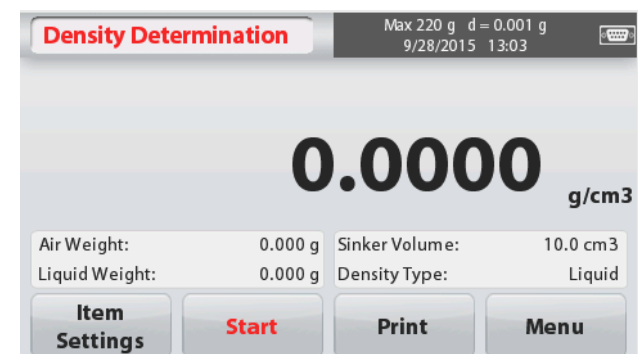 Density Determination
Max 220 g d = 0.001 g
9/28/2015 13:03
0.0000
g/cm3
Air Weight: 0.000 g
Liquid Weight: 0.000 g
Sinker Volume: 10.0 cm3
Density Type: Liquid
Item
Settings
Start
Print
Menu